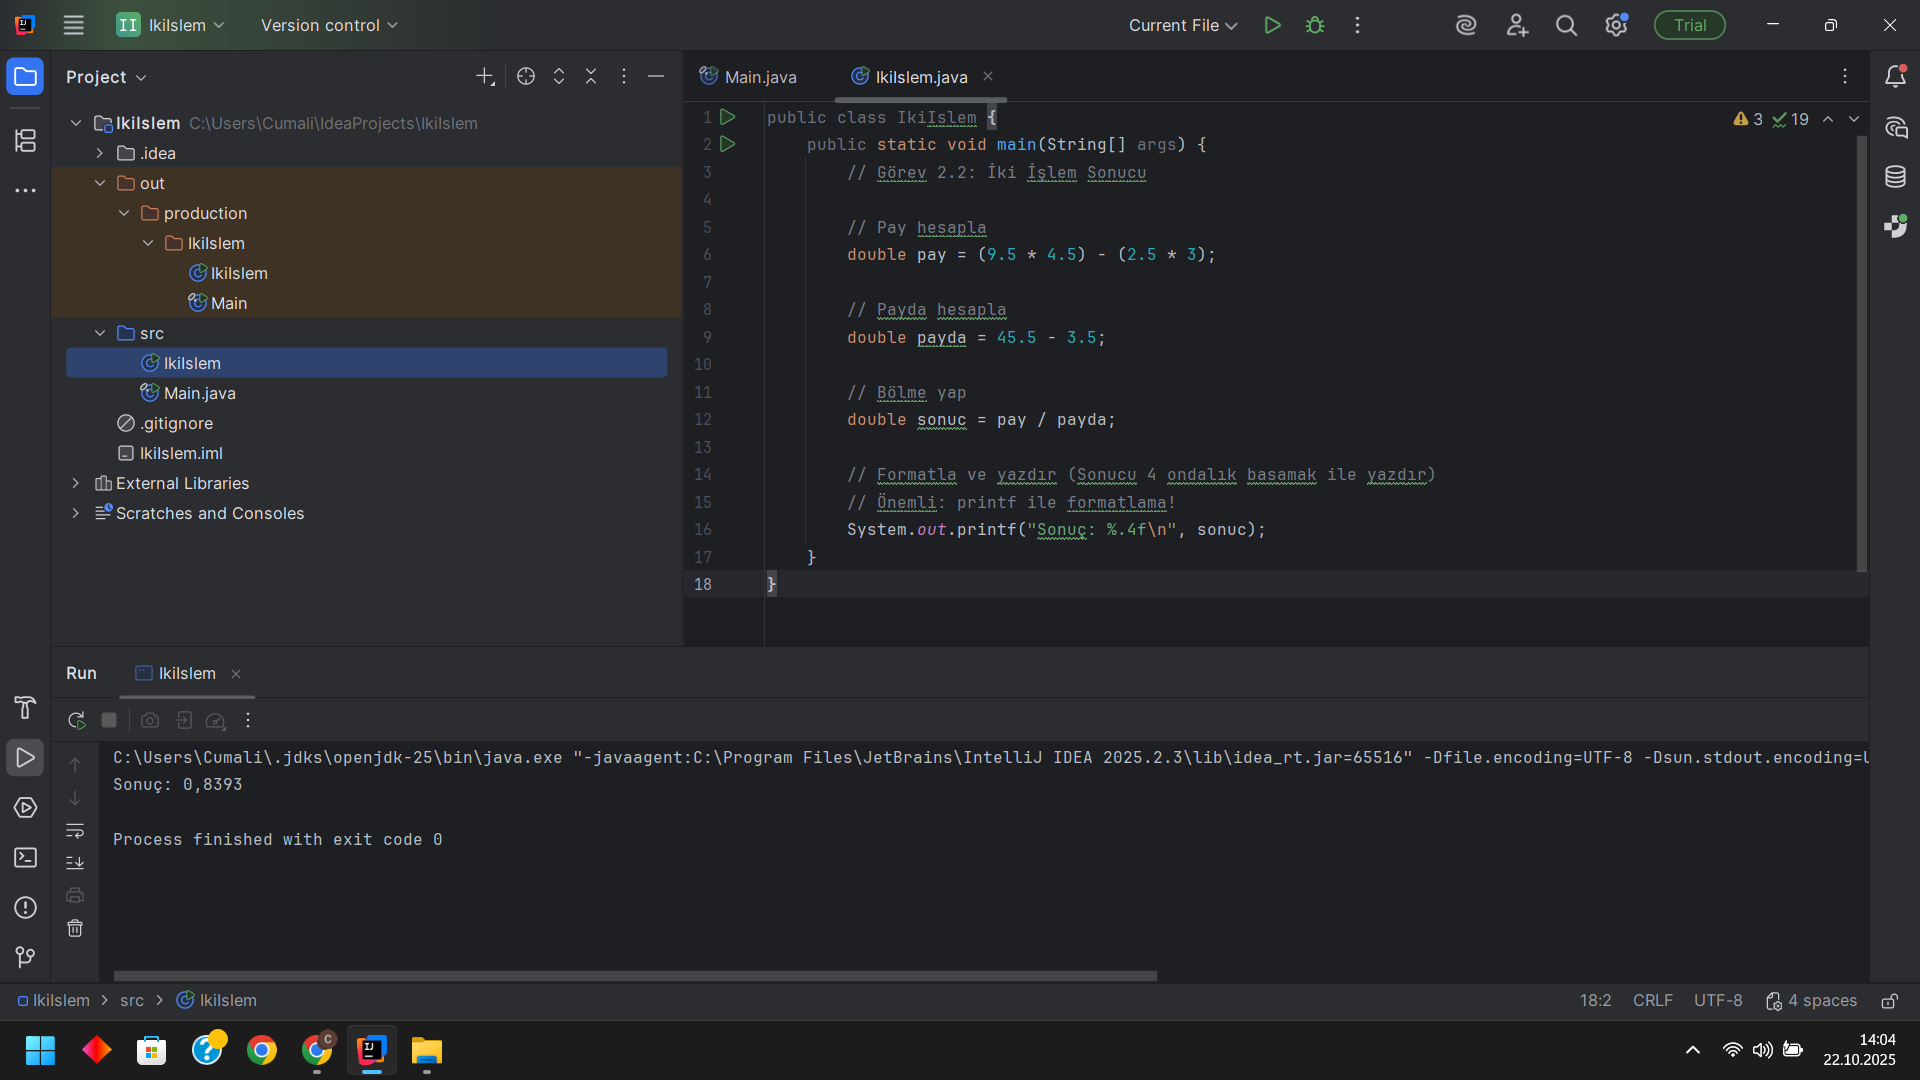 IkiIslem
Version control
Current File
Trial
Project
Main.java
IkiIslem.java
IkiIslem C:\Users\Cumali\IdeaProjects\IkiIslem
.idea
out
production
IkiIslem
IkiIslem
Main
src
IkiIslem
Main.java
.gitignore
IkiIslem.iml
External Libraries
Scratches and Consoles
3 19
1 public class IkiIslem {
2 public static void main(String[] args) {
3 // Görev 2.2: İki İşlem Sonucu
4
5 // Pay hesapla
6 double pay = (9.5 * 4.5) - (2.5 * 3);
7
8 // Payda hesapla
9 double payda = 45.5 - 3.5;
10
11 // Bölme yap
12 double sonuc = pay / payda;
13
14 // Formatla ve yazdır (Sonucu 4 ondalık basamak ile yazdır)
15 // Önemli: printf ile formatlama!
16 System.out.printf("Sonuç: %.4f\n", sonuc);
17 }
18 }
Run
IkiIslem
C:\Users\Cumali\.jdks\openjdk-25\bin\java.exe "-javaagent:C:\Program Files\JetBrains\IntelliJ IDEA 2025.2.3\lib\idea_rt.jar=65516" -Dfile.encoding=UTF-8 -Dsun.stdout.encoding=U
Sonuç: 0,8393
Process finished with exit code 0
IkiIslem > src > IkiIslem
18:2 CRLF UTF-8 4 spaces
14:04
22.10.2025